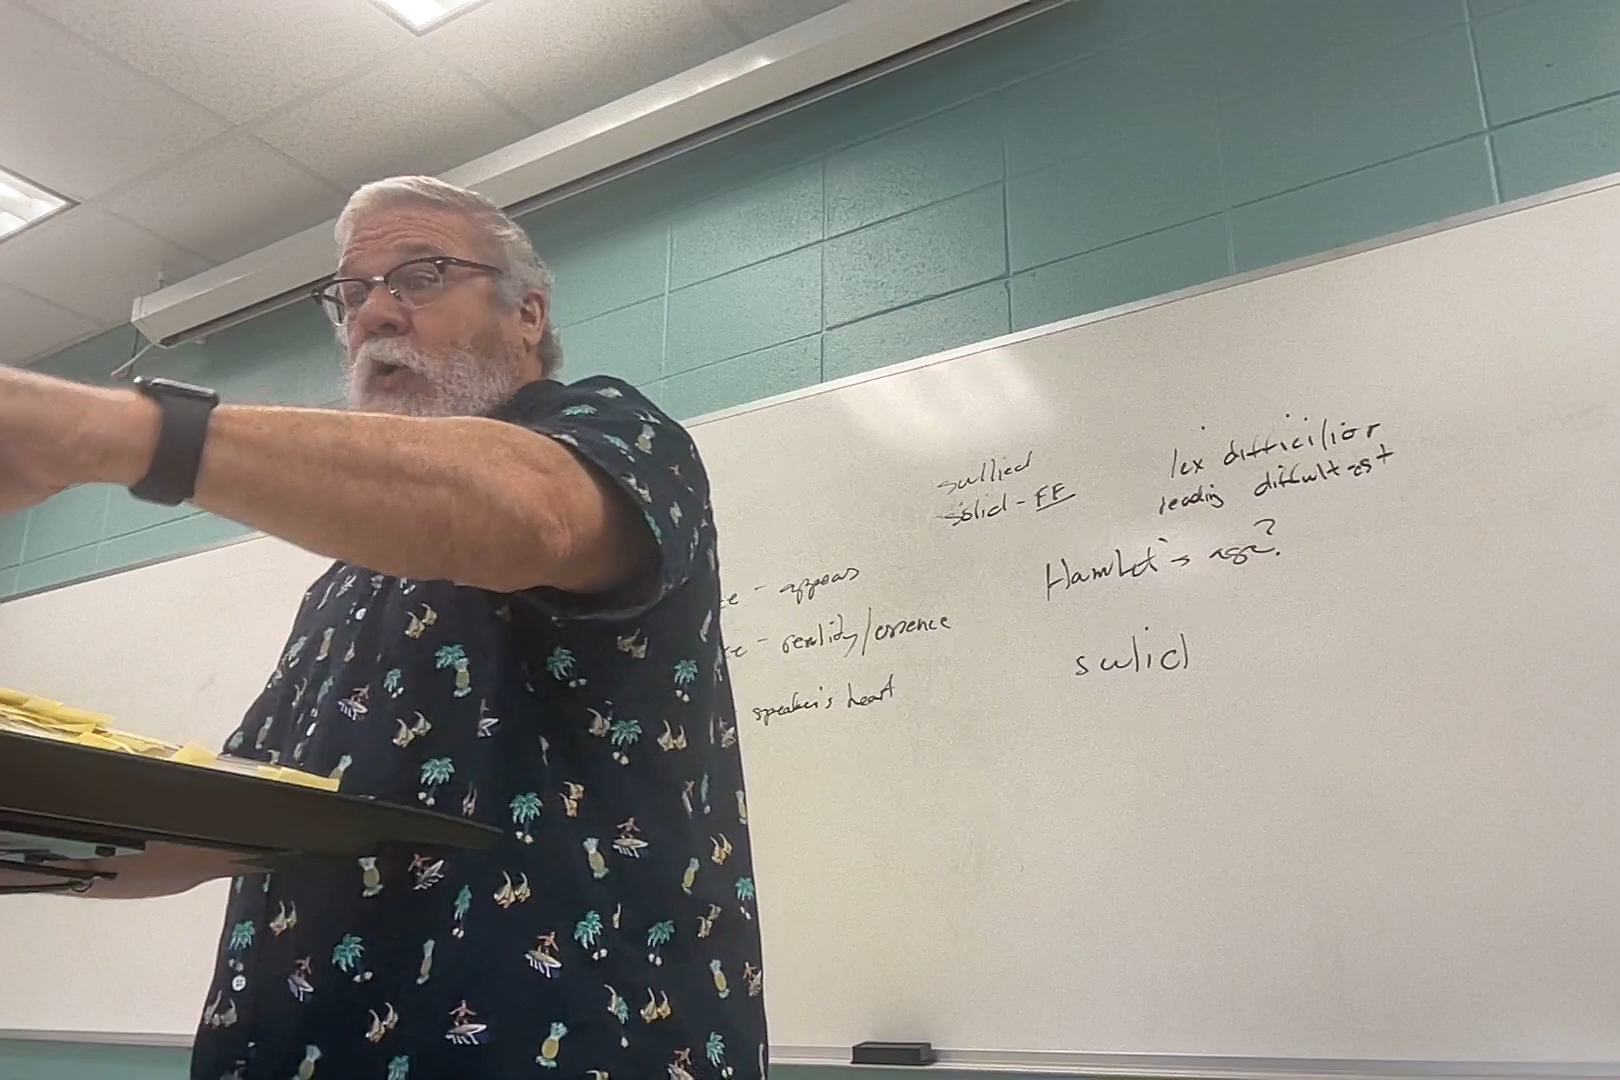 sullied
solid - FF
lex difficilior
reading difficultest
Hamlet's age?
- appears
- reality/essence
speaker's heart
sulid